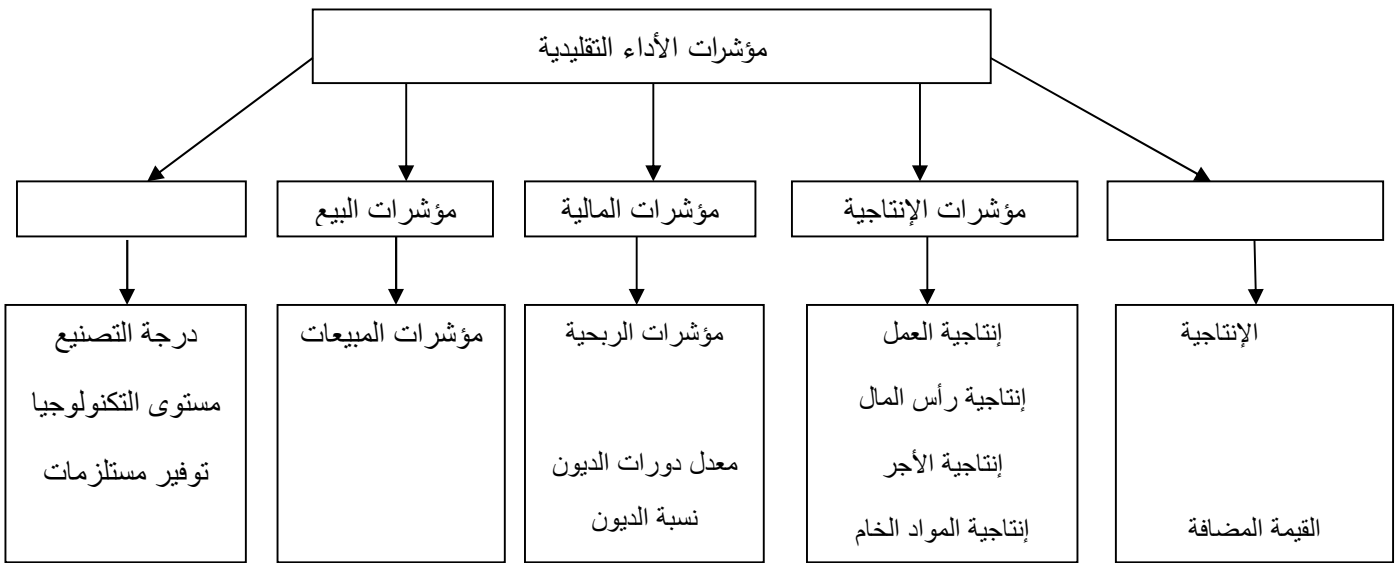 مؤشرات الأداء التقليدية
مؤشرات الإنتاجية
مؤشرات المالية
مؤشرات البيع
الإنتاجية
القيمة المضافة
إنتاجية العمل
إنتاجية رأس المال
إنتاجية الأجر
إنتاجية المواد الخام
مؤشرات الربحية
معدل دورات الديون
نسبة الديون
مؤشرات المبيعات
درجة التصنيع
مستوى التكنولوجيا
توفير مستلزمات